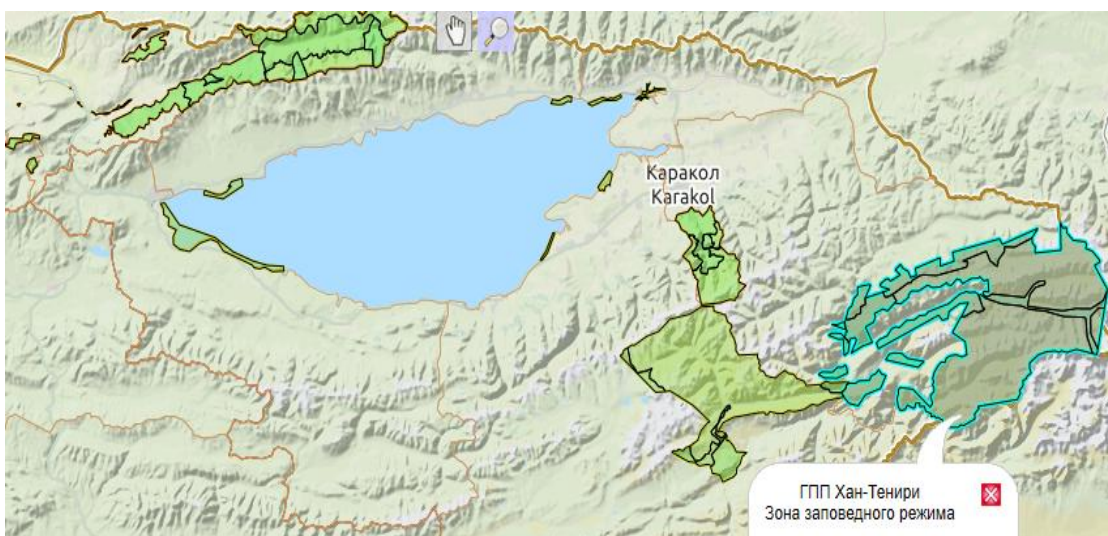 Каракол
Karakol
ГПП Хан-Тенири
Зона заповедного режима